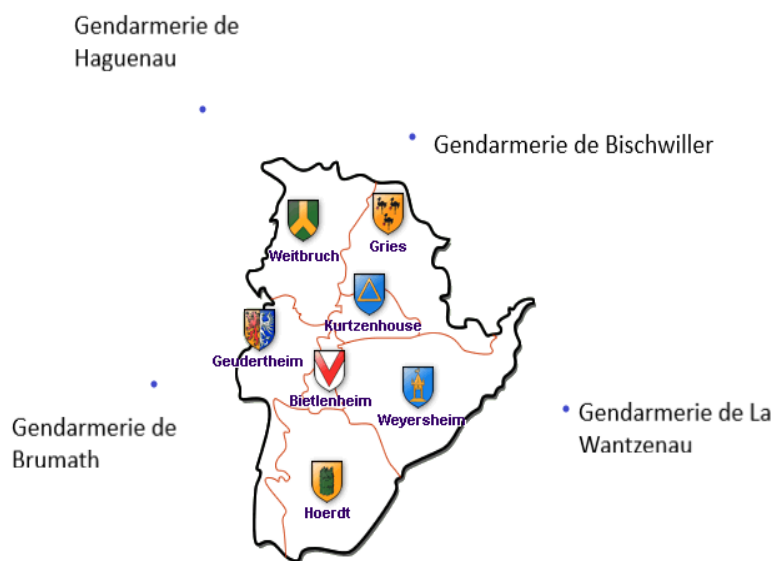 Gendarmerie de
Haguenau
Gendarmerie de Bischwiller
Weitbruch
Gries
Kurtzenhouse
Geudertheim
Bietlenheim
Weyersheim
Gendarmerie de La
Wantzenau
Gendarmerie de
Brumath
Hoerdt